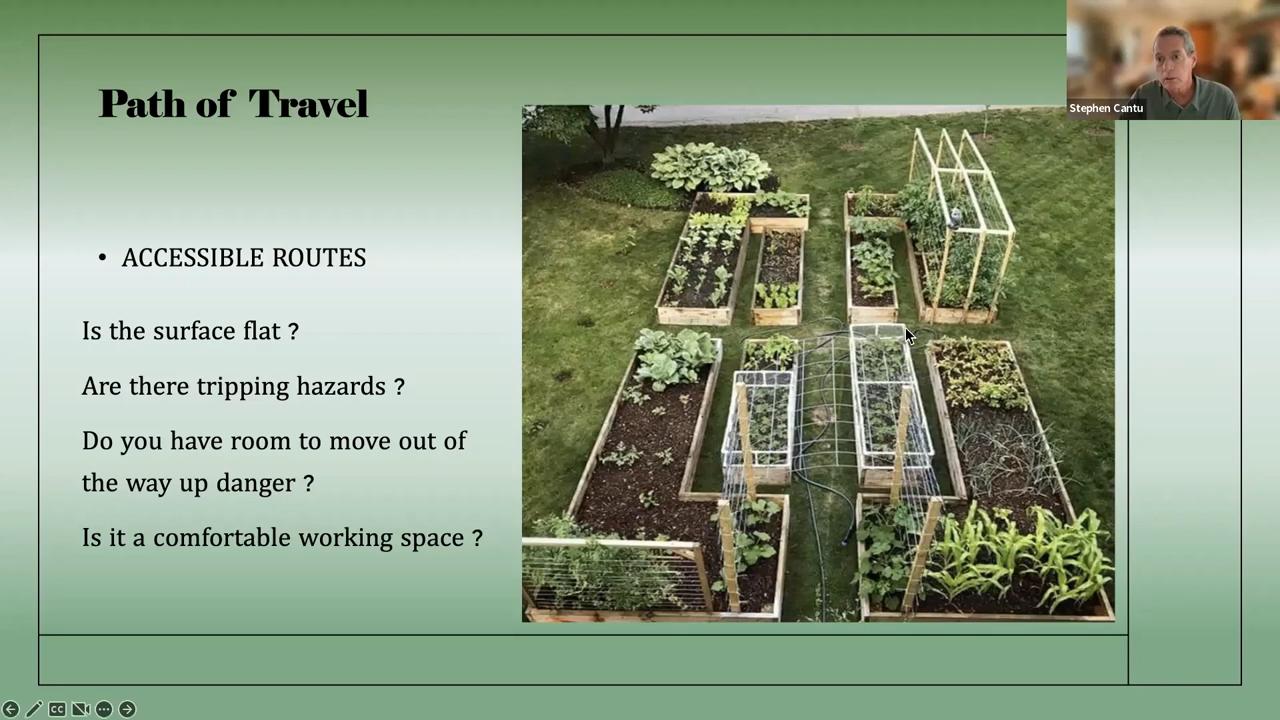 Path of Travel
Stephen Cantu
• ACCESSIBLE ROUTES
Is the surface flat ?
Are there tripping hazards ?
Do you have room to move out of
the way up danger ?
Is it a comfortable working space ?
CC